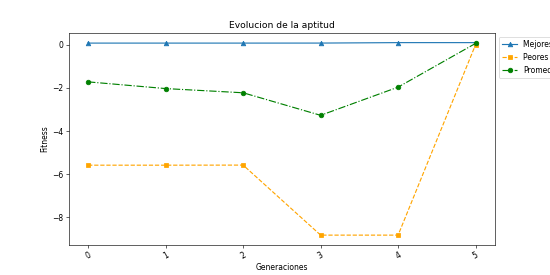 Evolucion de la aptitud
Mejores
Peores
Fitness
0
−2
−4
−6
−8
0 1 2 3 4 5
Generaciones